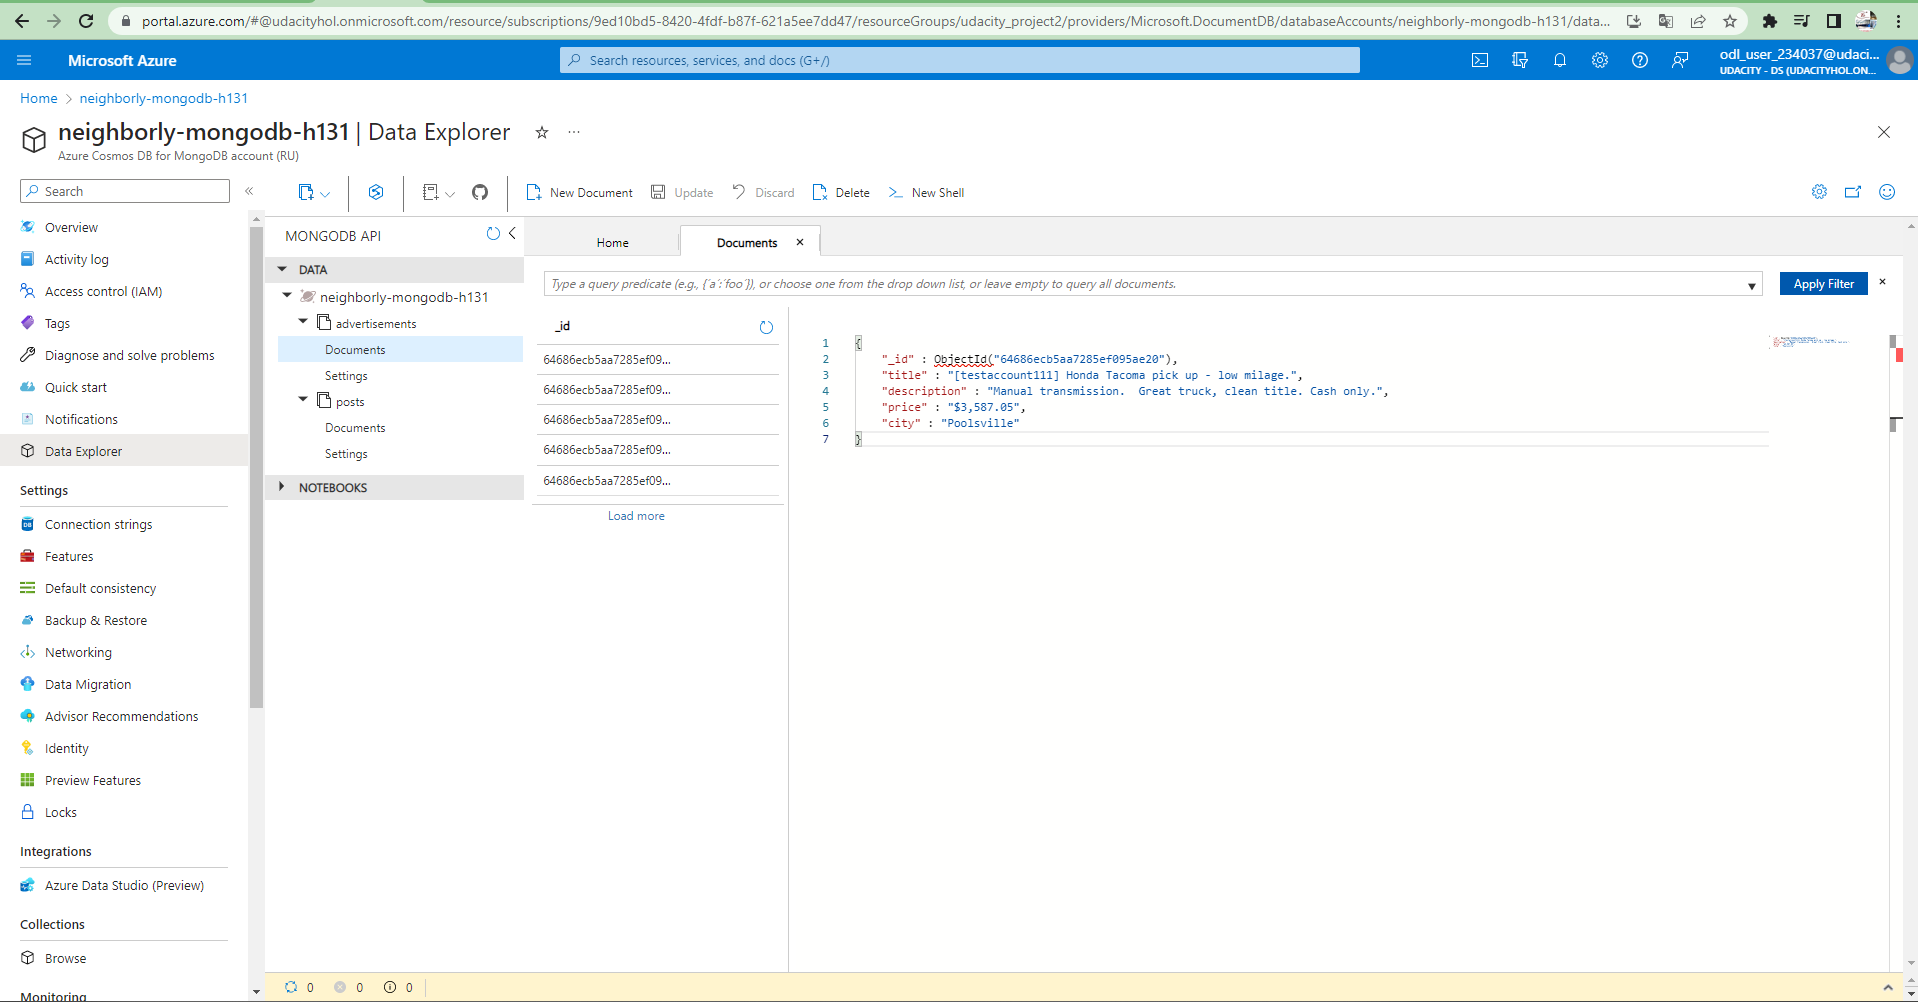 portal.azure.com/#@udacityhol.onmicrosoft.com/resource/subscriptions/9ed10bd5-8420-4fdf-b87f-621a5ee7dd47/resourceGroups/udacity_project2/providers/Microsoft.DocumentDB/databaseAccounts/neighborly-mongodb-h131/data...
Microsoft Azure
Search resources, services, and docs (G+/)
odl_user_234037@udaci...
UDACITY - DS (UDACITYHOL.ON...
Home > neighborly-mongodb-h131
neighborly-mongodb-h131 | Data Explorer
Azure Cosmos DB for MongoDB account (RU)
Search
Overview
Activity log
Access control (IAM)
Tags
Diagnose and solve problems
Quick start
Notifications
Data Explorer
Settings
Connection strings
Features
Default consistency
Backup & Restore
Networking
Data Migration
Advisor Recommendations
Identity
Preview Features
Locks
Integrations
Azure Data Studio (Preview)
Collections
Browse
Monitoring
New Document
Update
Discard
Delete
New Shell
MONGODB API
DATA
neighborly-mongodb-h131
advertisements
Documents
Settings
posts
Documents
Settings
NOTEBOOKS
Home
Documents
Type a query predicate (e.g., {´a´:´foo´}), or choose one from the drop down list, or leave empty to query all documents.
Apply Filter
_id
64686ecb5aa7285ef09...
64686ecb5aa7285ef09...
64686ecb5aa7285ef09...
64686ecb5aa7285ef09...
64686ecb5aa7285ef09...
Load more
1 {
2 "_id" : ObjectId("64686ecb5aa7285ef095ae20"),
3 "title" : "[testaccount111] Honda Tacoma pick up - low milage.",
4 "description" : "Manual transmission.  Great truck, clean title. Cash only.",
5 "price" : "$3,587.05",
6 "city" : "Poolsville"
7 }
0 0 0